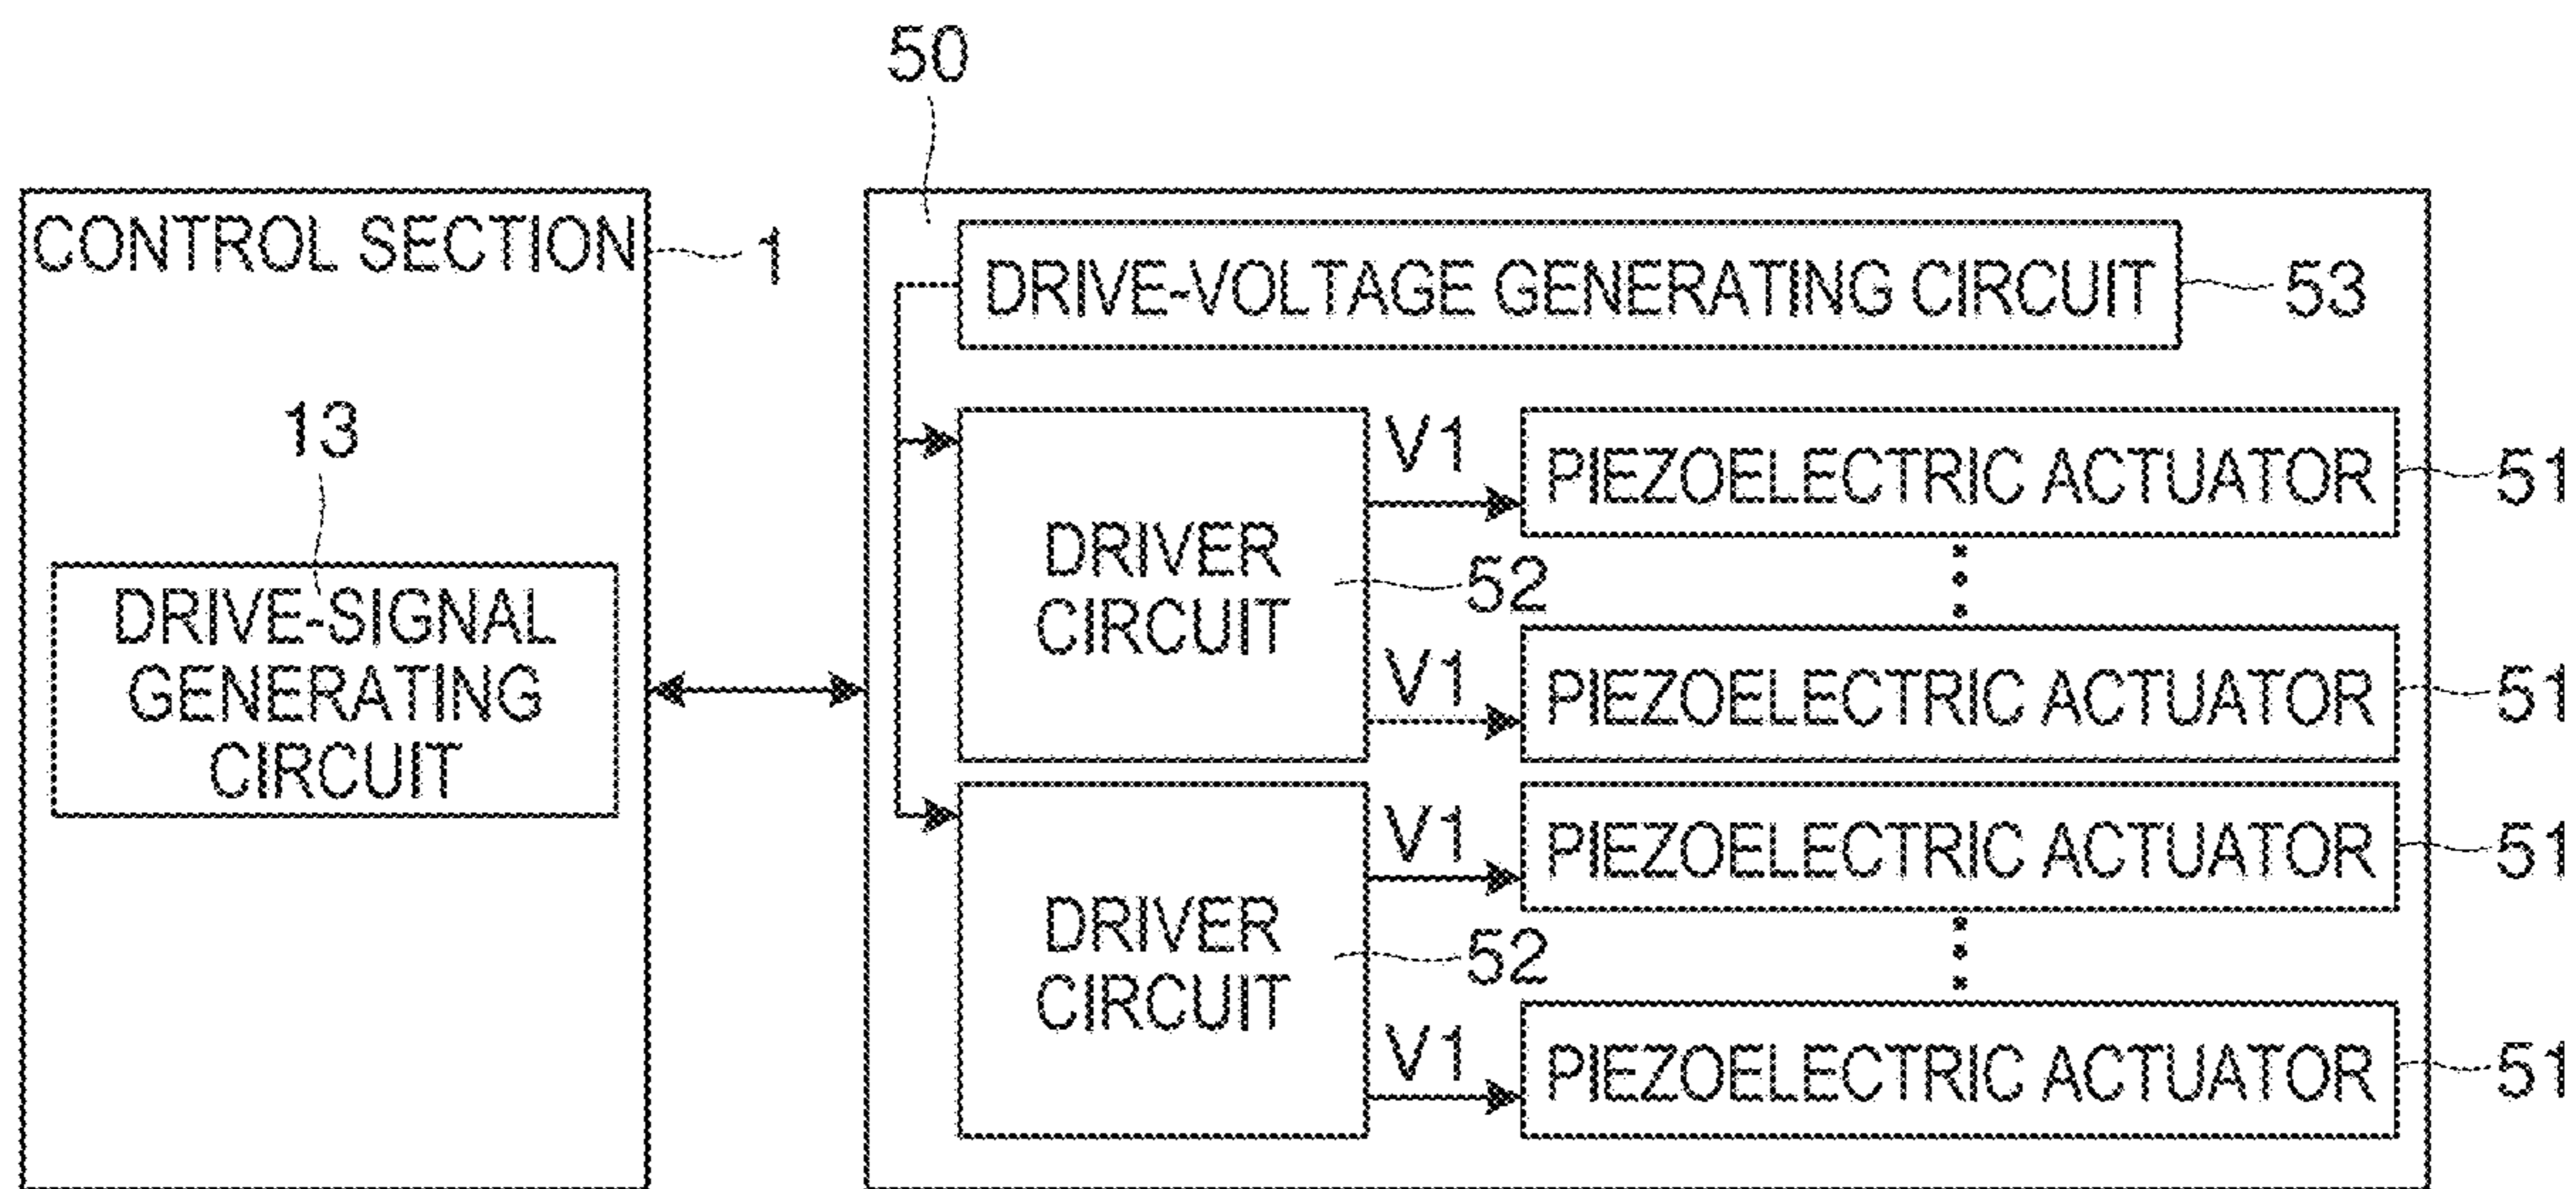 50
CONTROL SECTION
1
DRIVE-VOLTAGE GENERATING CIRCUIT
53
13
DRIVE-SIGNAL
GENERATING
CIRCUIT
DRIVER
CIRCUIT
52
V1
PIEZOELECTRIC ACTUATOR
51
V1
PIEZOELECTRIC ACTUATOR
51
DRIVER
CIRCUIT
52
V1
PIEZOELECTRIC ACTUATOR
51
V1
PIEZOELECTRIC ACTUATOR
51